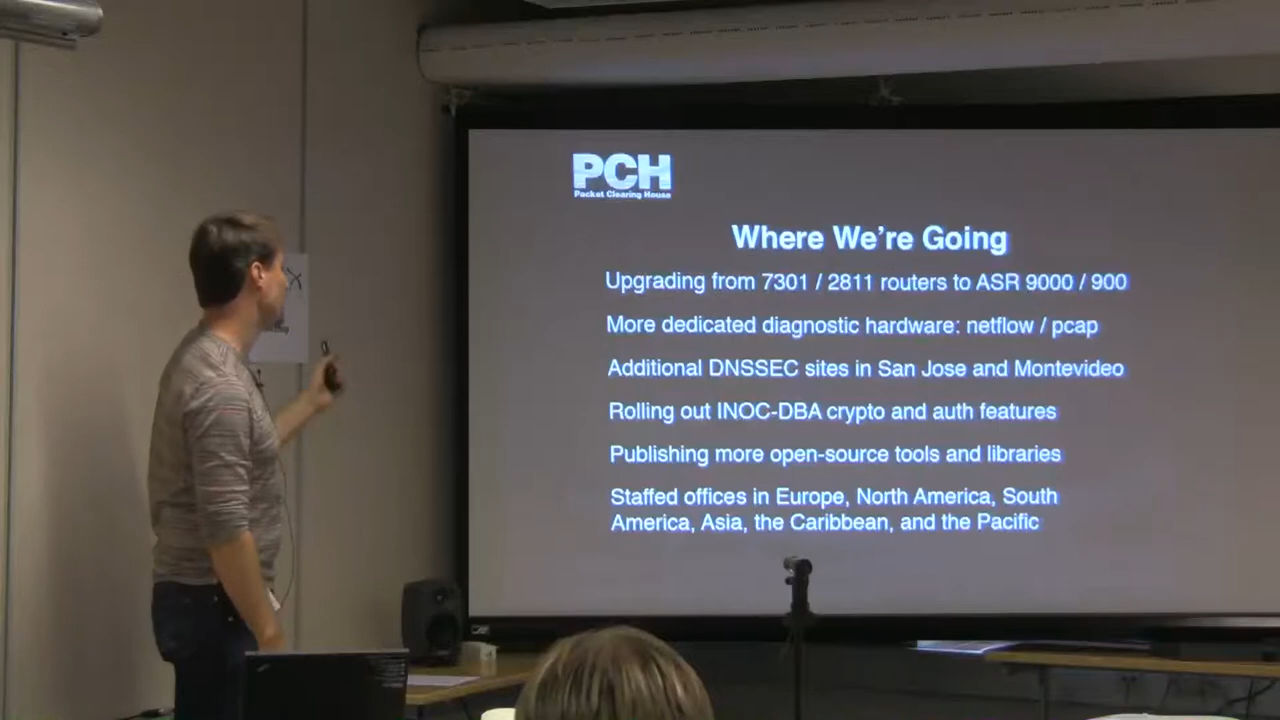 PCH
Packet Clearing House
Where We're Going
Upgrading from 7301 / 2811 routers to ASR 9000 / 900
More dedicated diagnostic hardware: netflow / pcap
Additional DNSSEC sites in San Jose and Montevideo
Rolling out INOC-DBA crypto and auth features
Publishing more open-source tools and libraries
Staffed offices in Europe, North America, South
America, Asia, the Caribbean, and the Pacific